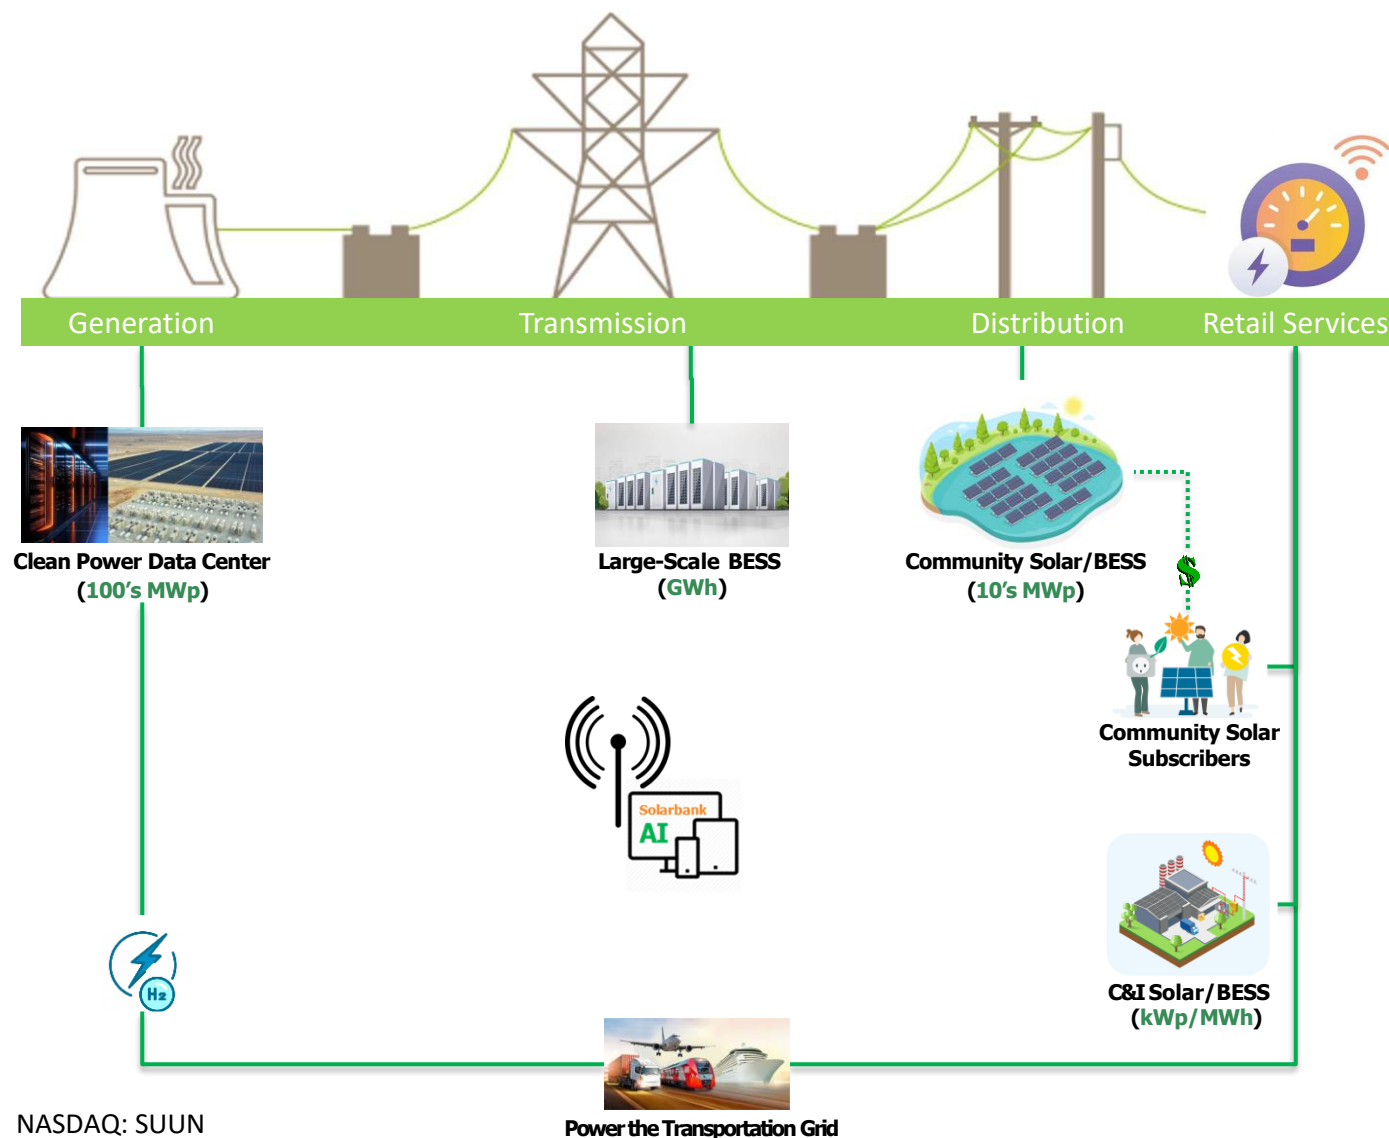 Generation
Transmission
Distribution
Retail Services
Clean Power Data Center
(100's MWp)
Large-Scale BESS
(GWh)
Community Solar/BESS
(10's MWp)
$
Community Solar
Subscribers
Solarbank
AI
C&I Solar/BESS
(kWp/MWh)
H2
Power the Transportation Grid
NASDAQ: SUUN